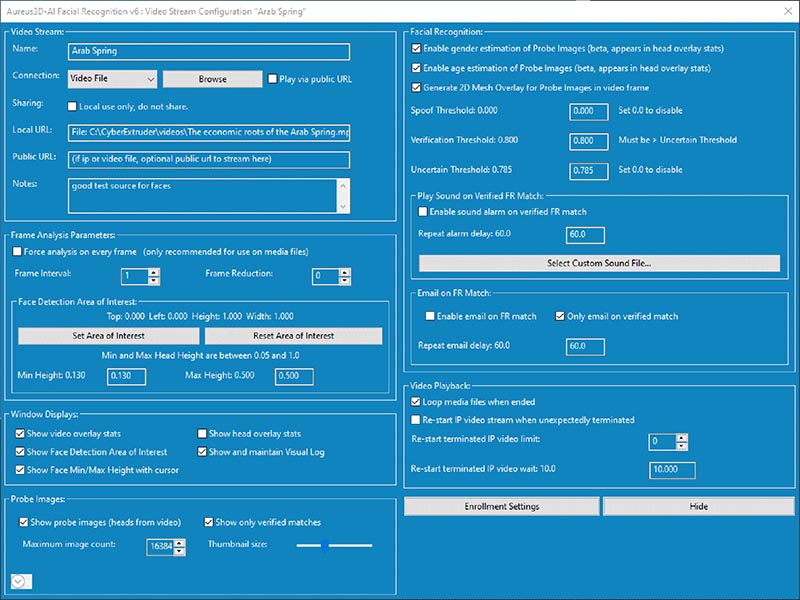 Aureus3D-AI Facial Recognition v6 : Video Stream Configuration "Arab Spring"
Video Stream:
Name: Arab Spring
Connection: Video File Browse Play via public URL
Sharing: Local use only, do not share.
Local URL: File: C:\CyberExtruder\videos\The economic roots of the Arab Spring.mp
Public URL: (if ip or video file, optional public url to stream here)
Notes: good test source for faces
Frame Analysis Parameters:
Force analysis on every frame (only recommended for use on media files)
Frame Interval: 1 Frame Reduction: 0
Face Detection Area of Interest:
Top: 0.000 Left: 0.000 Height: 1.000 Width: 1.000
Set Area of Interest Reset Area of Interest
Min and Max Head Height are between 0.05 and 1.0
Min Height: 0.130 0.130 Max Height: 0.500 0.500
Window Displays:
Show video overlay stats Show head overlay stats
Show Face Detection Area of Interest Show and maintain Visual Log
Show Face Min/Max Height with cursor
Probe Images:
Show probe images (heads from video) Show only verified matches
Maximum image count: 16384 Thumbnail size:
Facial Recognition:
Enable gender estimation of Probe Images (beta, appears in head overlay stats)
Enable age estimation of Probe Images (beta, appears in head overlay stats)
Generate 2D Mesh Overlay for Probe Images in video frame
Spoof Threshold: 0.000 0.000 Set 0.0 to disable
Verification Threshold: 0.800 0.800 Must be > Uncertain Threshold
Uncertain Threshold: 0.785 0.785 Set 0.0 to disable
Play Sound on Verified FR Match:
Enable sound alarm on verified FR match
Repeat alarm delay: 60.0 60.0
Select Custom Sound File...
Email on FR Match:
Enable email on FR match Only email on verified match
Repeat email delay: 60.0 60.0
Video Playback:
Loop media files when ended
Re-start IP video stream when unexpectedly terminated
Re-start terminated IP video limit: 0
Re-start terminated IP video wait: 10.0 10.000
Enrollment Settings Hide